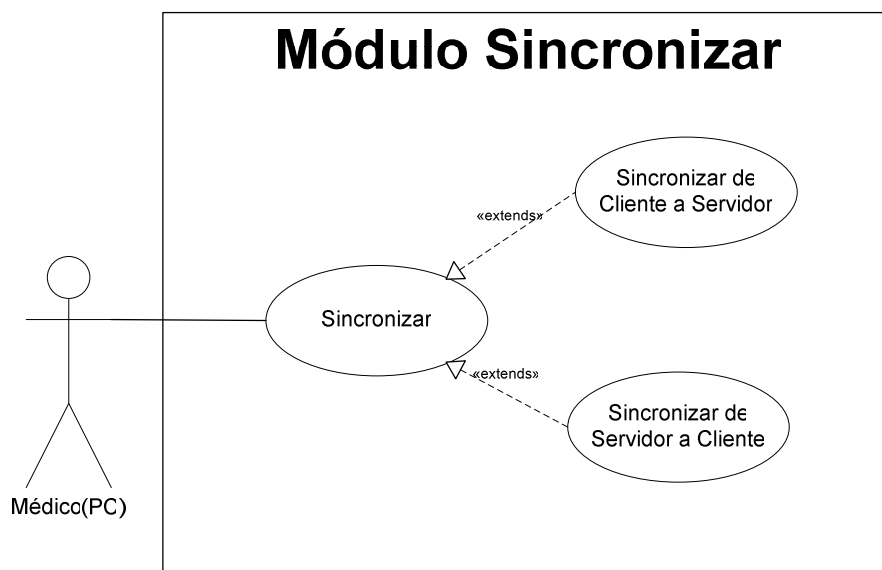 Módulo Sincronizar
Sincronizar de
Cliente a Servidor
«extends»
Sincronizar
«extends»
Sincronizar de
Servidor a Cliente
Médico(PC)